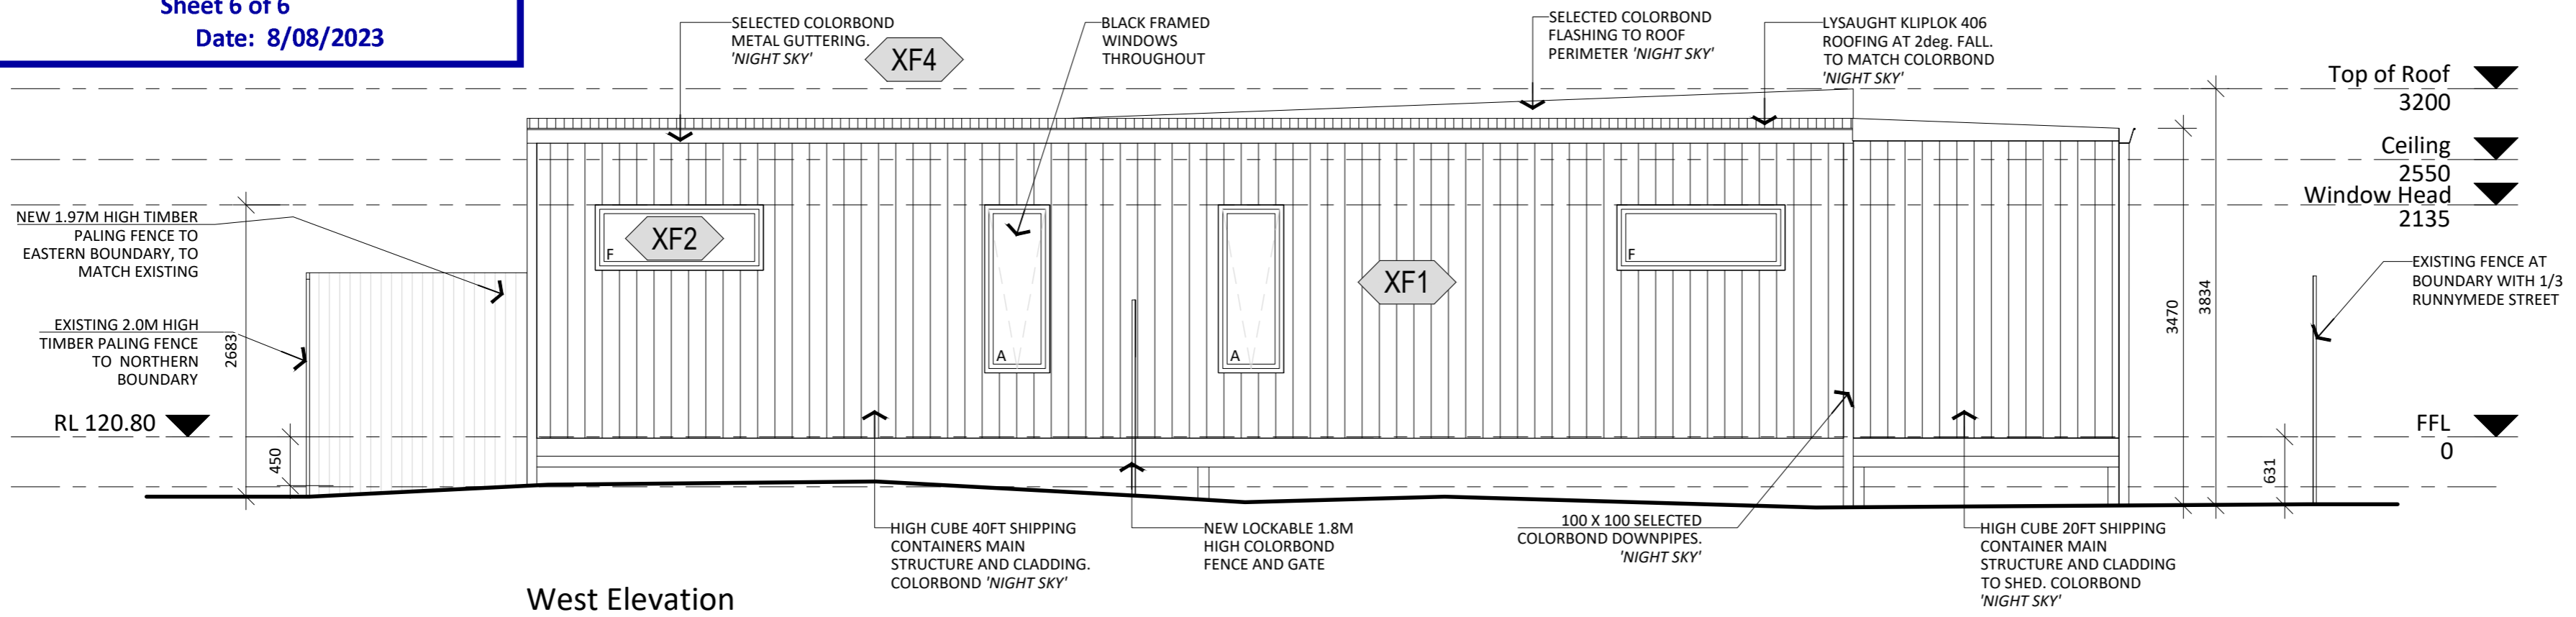 Sheet 6 of 6
Date: 8/08/2023
SELECTED COLORBOND
METAL GUTTERING.
'NIGHT SKY'
XF4
BLACK FRAMED
WINDOWS
THROUGHOUT
SELECTED COLORBOND
FLASHING TO ROOF
PERIMETER 'NIGHT SKY'
LYSAUGHT KLIPLOK 406
ROOFING AT 2deg. FALL.
TO MATCH COLORBOND
'NIGHT SKY'
Top of Roof
3200
Ceiling
2550
Window Head
2135
NEW 1.97M HIGH TIMBER
PALING FENCE TO
EASTERN BOUNDARY, TO
MATCH EXISTING
EXISTING 2.0M HIGH
TIMBER PALING FENCE
TO NORTHERN
BOUNDARY
2683
RL 120.80
450
XF2
F
A
A
XF1
F
3470
3834
EXISTING FENCE AT
BOUNDARY WITH 1/3
RUNNYMEDE STREET
FFL
0
631
HIGH CUBE 40FT SHIPPING
CONTAINERS MAIN
STRUCTURE AND CLADDING.
COLORBOND 'NIGHT SKY'
NEW LOCKABLE 1.8M
HIGH COLORBOND
FENCE AND GATE
100 X 100 SELECTED
COLORBOND DOWNPIPES.
'NIGHT SKY'
HIGH CUBE 20FT SHIPPING
CONTAINER MAIN
STRUCTURE AND CLADDING
TO SHED. COLORBOND
'NIGHT SKY'
West Elevation